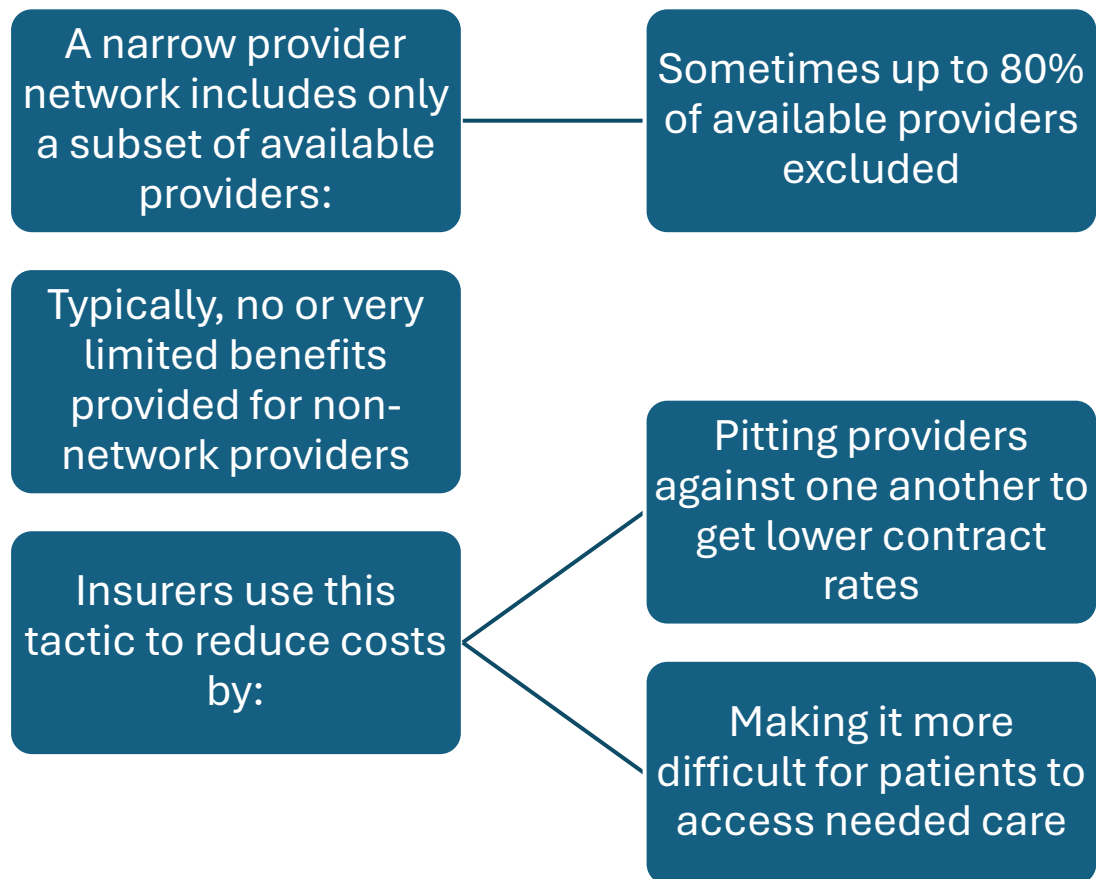 A narrow provider
network includes only
a subset of available
providers:
Sometimes up to 80%
of available providers
excluded
Typically, no or very
limited benefits
provided for non-
network providers
Insurers use this
tactic to reduce costs
by:
Pitting providers
against one another to
get lower contract
rates
Making it more
difficult for patients to
access needed care